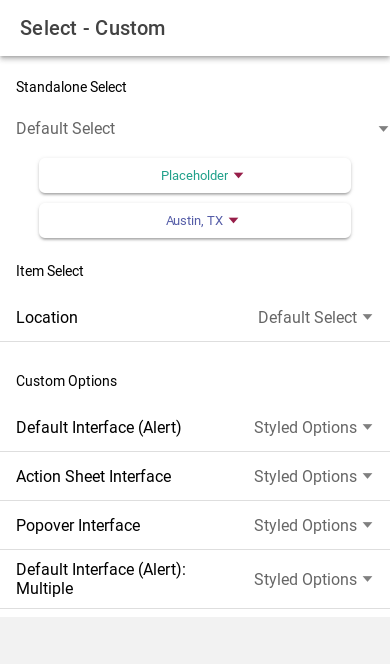 Select - Custom
Standalone Select
Default Select
Placeholder
Austin, TX
Item Select
Location Default Select
Custom Options
Default Interface (Alert) Styled Options
Action Sheet Interface Styled Options
Popover Interface Styled Options
Default Interface (Alert): Styled Options
Multiple